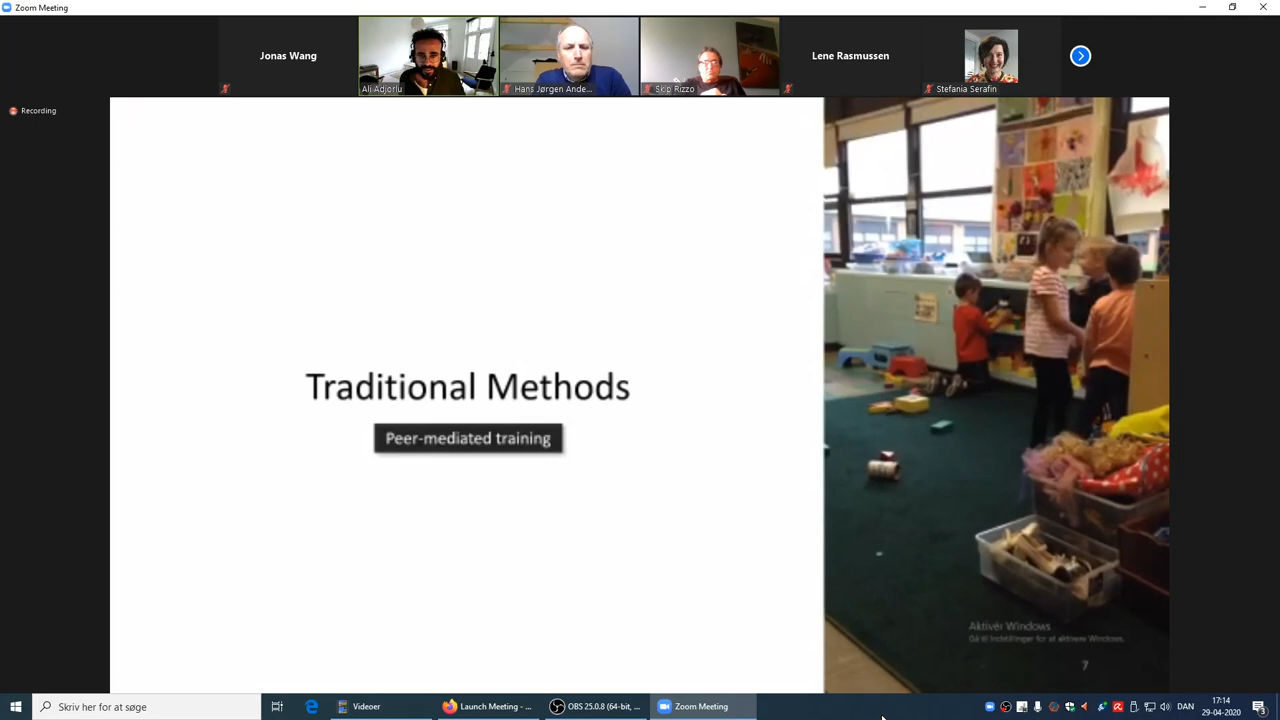 Zoom Meeting
Jonas Wang
Ali Adjorlu
Hans Jørgen Ande...
Skip Rizzo
Lene Rasmussen
Stefania Serafin
Recording
Traditional Methods
Peer-mediated training
Aktivér Windows
Gå til Indstillinger for at aktivere Windows.
7
Skriv her for at søge
Videoer
Launch Meeting - ...
OBS 25.0.8 (64-bit, ...
Zoom Meeting
DAN
17:14
29-04-2020
3